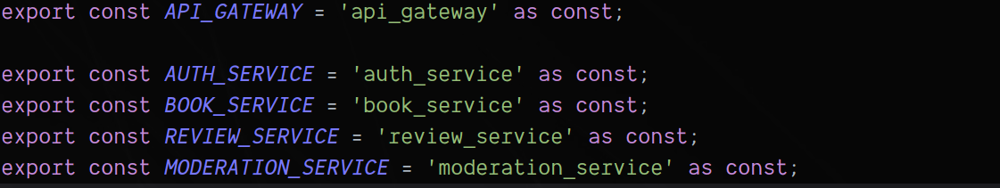 export const API_GATEWAY = 'api_gateway' as const;
export const AUTH_SERVICE = 'auth_service' as const;
export const BOOK_SERVICE = 'book_service' as const;
export const REVIEW_SERVICE = 'review_service' as const;
export const MODERATION_SERVICE = 'moderation_service' as const;